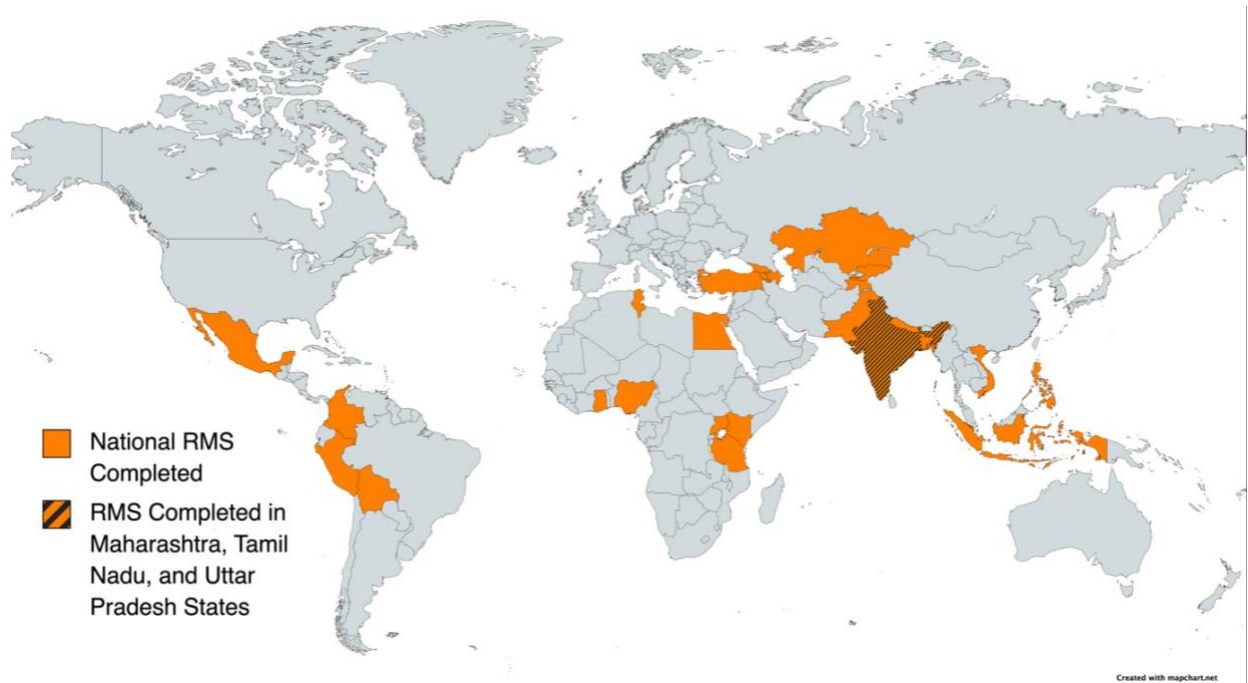 National RMS
Completed
RMS Completed in
Maharashtra, Tamil
Nadu, and Uttar
Pradesh States
Created with mapchart.net